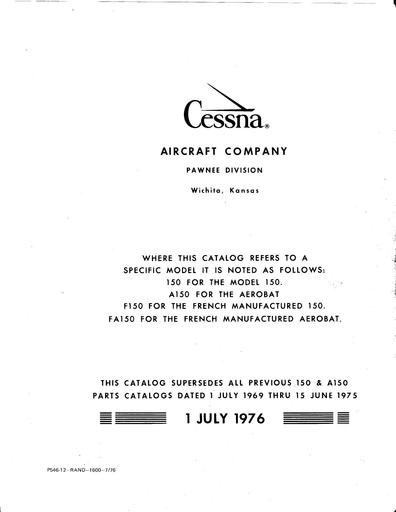 Cessna®
AIRCRAFT COMPANY
PAWNEE DIVISION
Wichita, Kansas
WHERE THIS CATALOG REFERS TO A
SPECIFIC MODEL IT IS NOTED AS FOLLOWS:
150 FOR THE MODEL 150.
A150 FOR THE AEROBAT
F150 FOR THE FRENCH MANUFACTURED 150.
FA150 FOR THE FRENCH MANUFACTURED AEROBAT.
THIS CATALOG SUPERSEDES ALL PREVIOUS 150 & A150
PARTS CATALOGS DATED 1 JULY 1969 THRU 15 JUNE 1975
1 JULY 1976
P546-12-RAND-1600-7/76